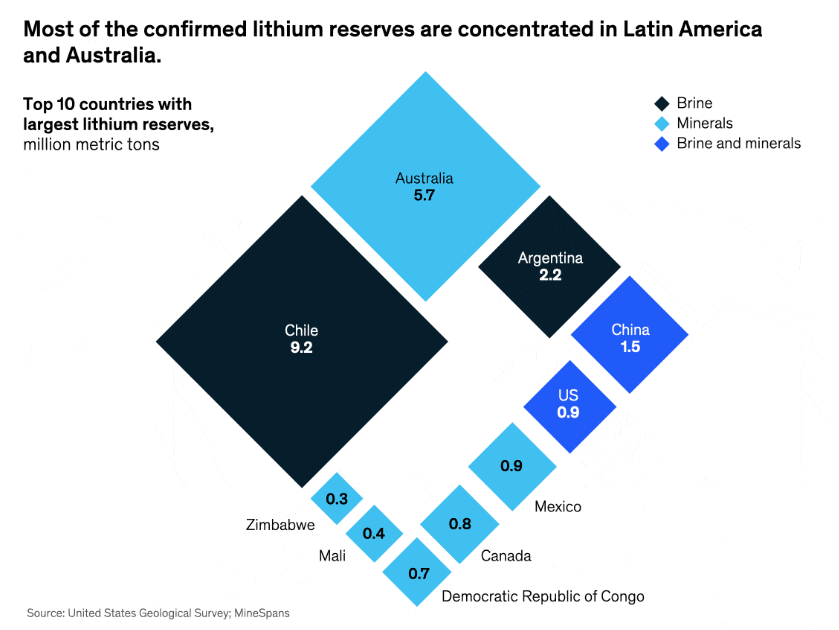 Most of the confirmed lithium reserves are concentrated in Latin America
and Australia.
Top 10 countries with
largest lithium reserves,
million metric tons
Brine
Minerals
Brine and minerals
Australia
5.7
Argentina
2.2
Chile
9.2
China
1.5
US
0.9
0.9
Mexico
0.3
Zimbabwe
0.4
Mali
0.8
Canada
0.7
Democratic Republic of Congo
Source: United States Geological Survey; MineSpans